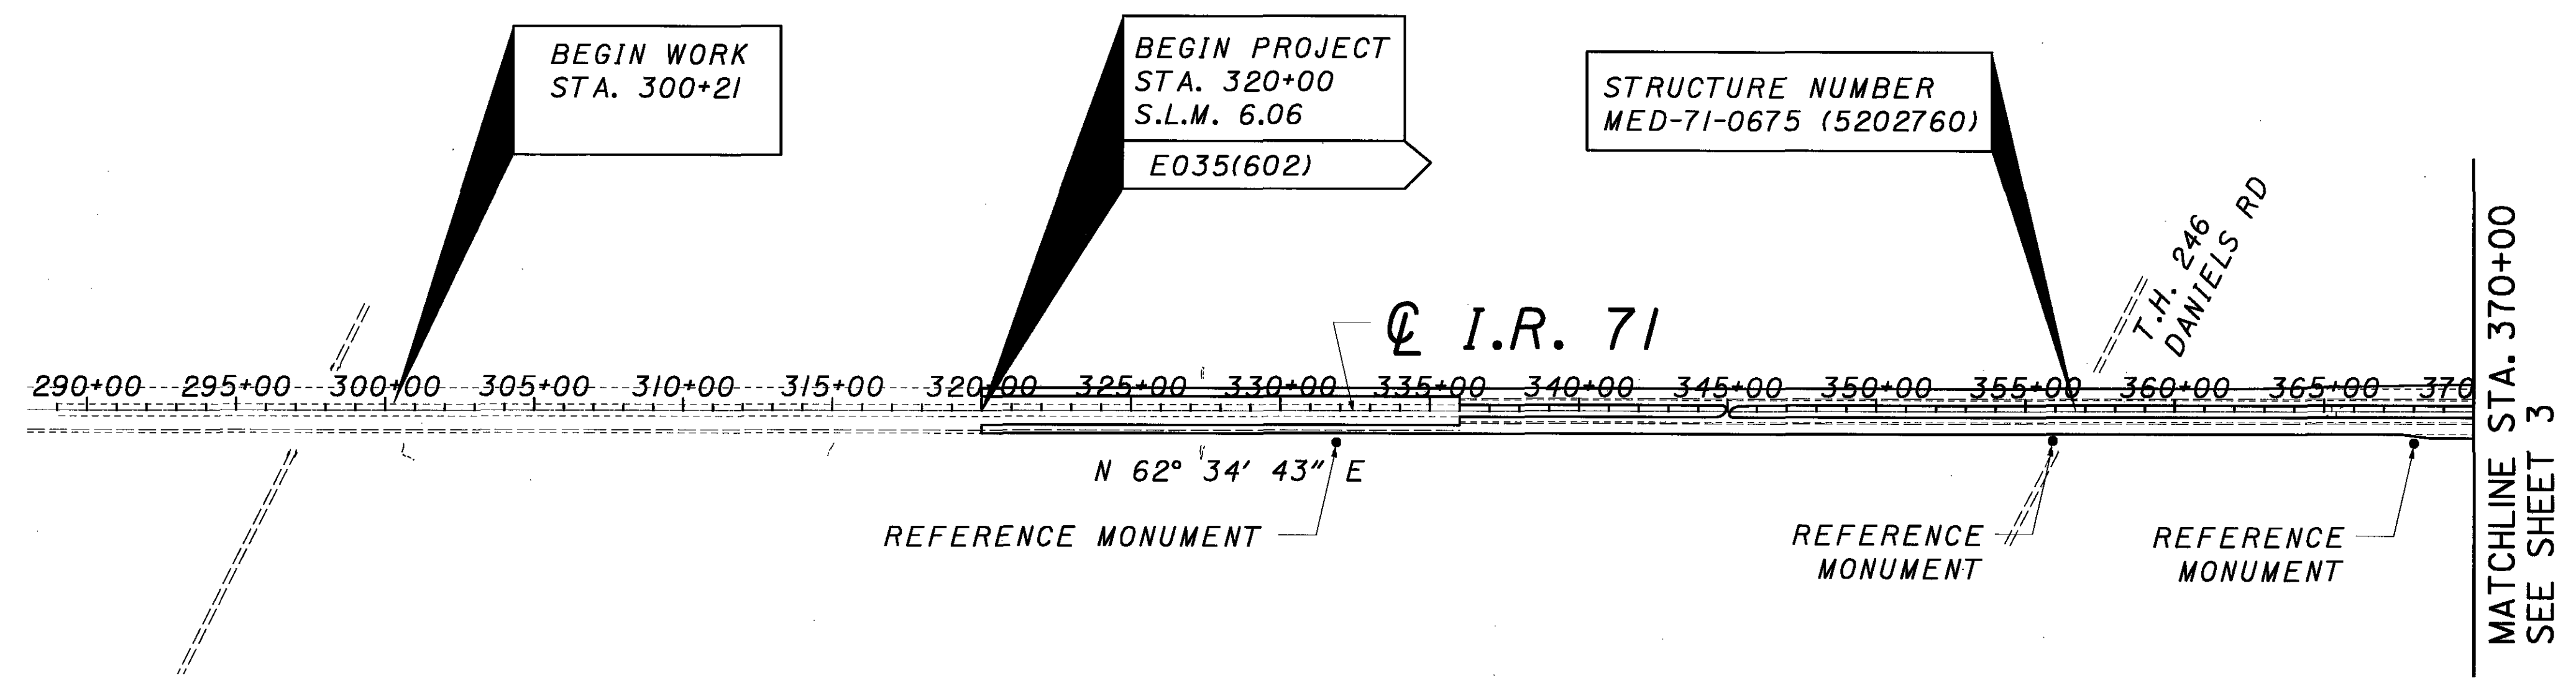 BEGIN WORK
STA. 300+21
BEGIN PROJECT
STA. 320+00
S.L.M. 6.06
E035(602)
STRUCTURE NUMBER
MED-71-0675 (5202760)
T.H. 246
DANIELS RD
℄ I.R. 71
290+00 295+00 300+00 305+00 310+00 315+00 320+00 325+00 330+00 335+00 340+00 345+00 350+00 355+00 360+00 365+00 370
N 62° 34' 43" E
REFERENCE MONUMENT
REFERENCE
MONUMENT
REFERENCE
MONUMENT
MATCHLINE STA. 370+00
SEE SHEET 3